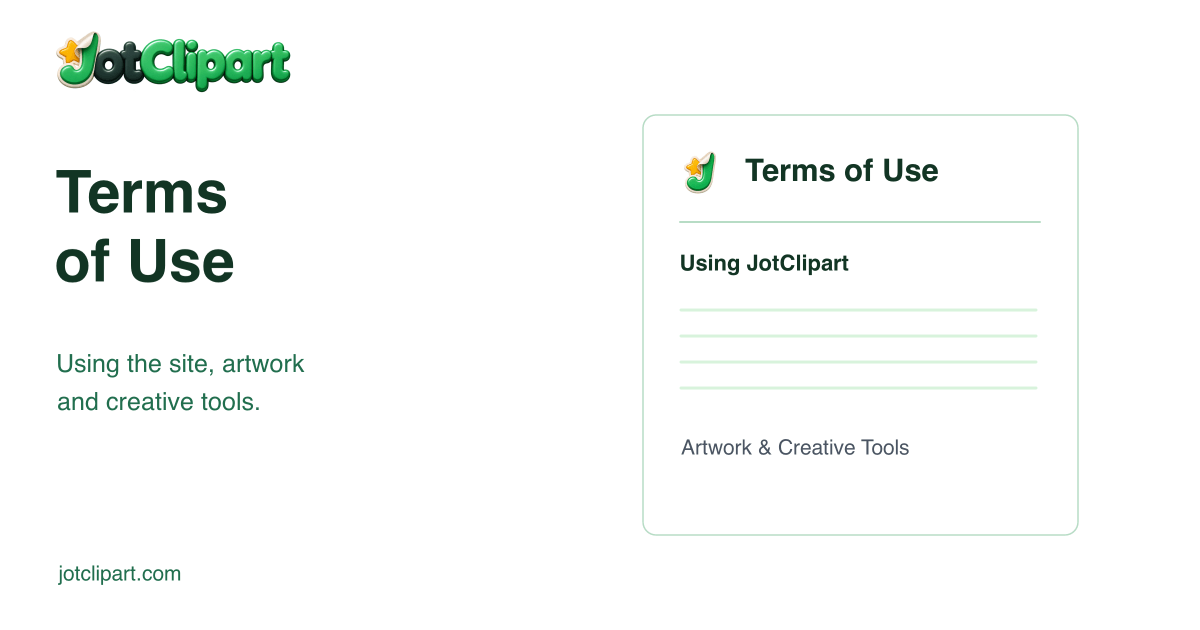 JotClipart
Terms
of Use
Using the site, artwork
and creative tools.
jotclipart.com
J
Terms of Use
Using JotClipart
Artwork & Creative Tools